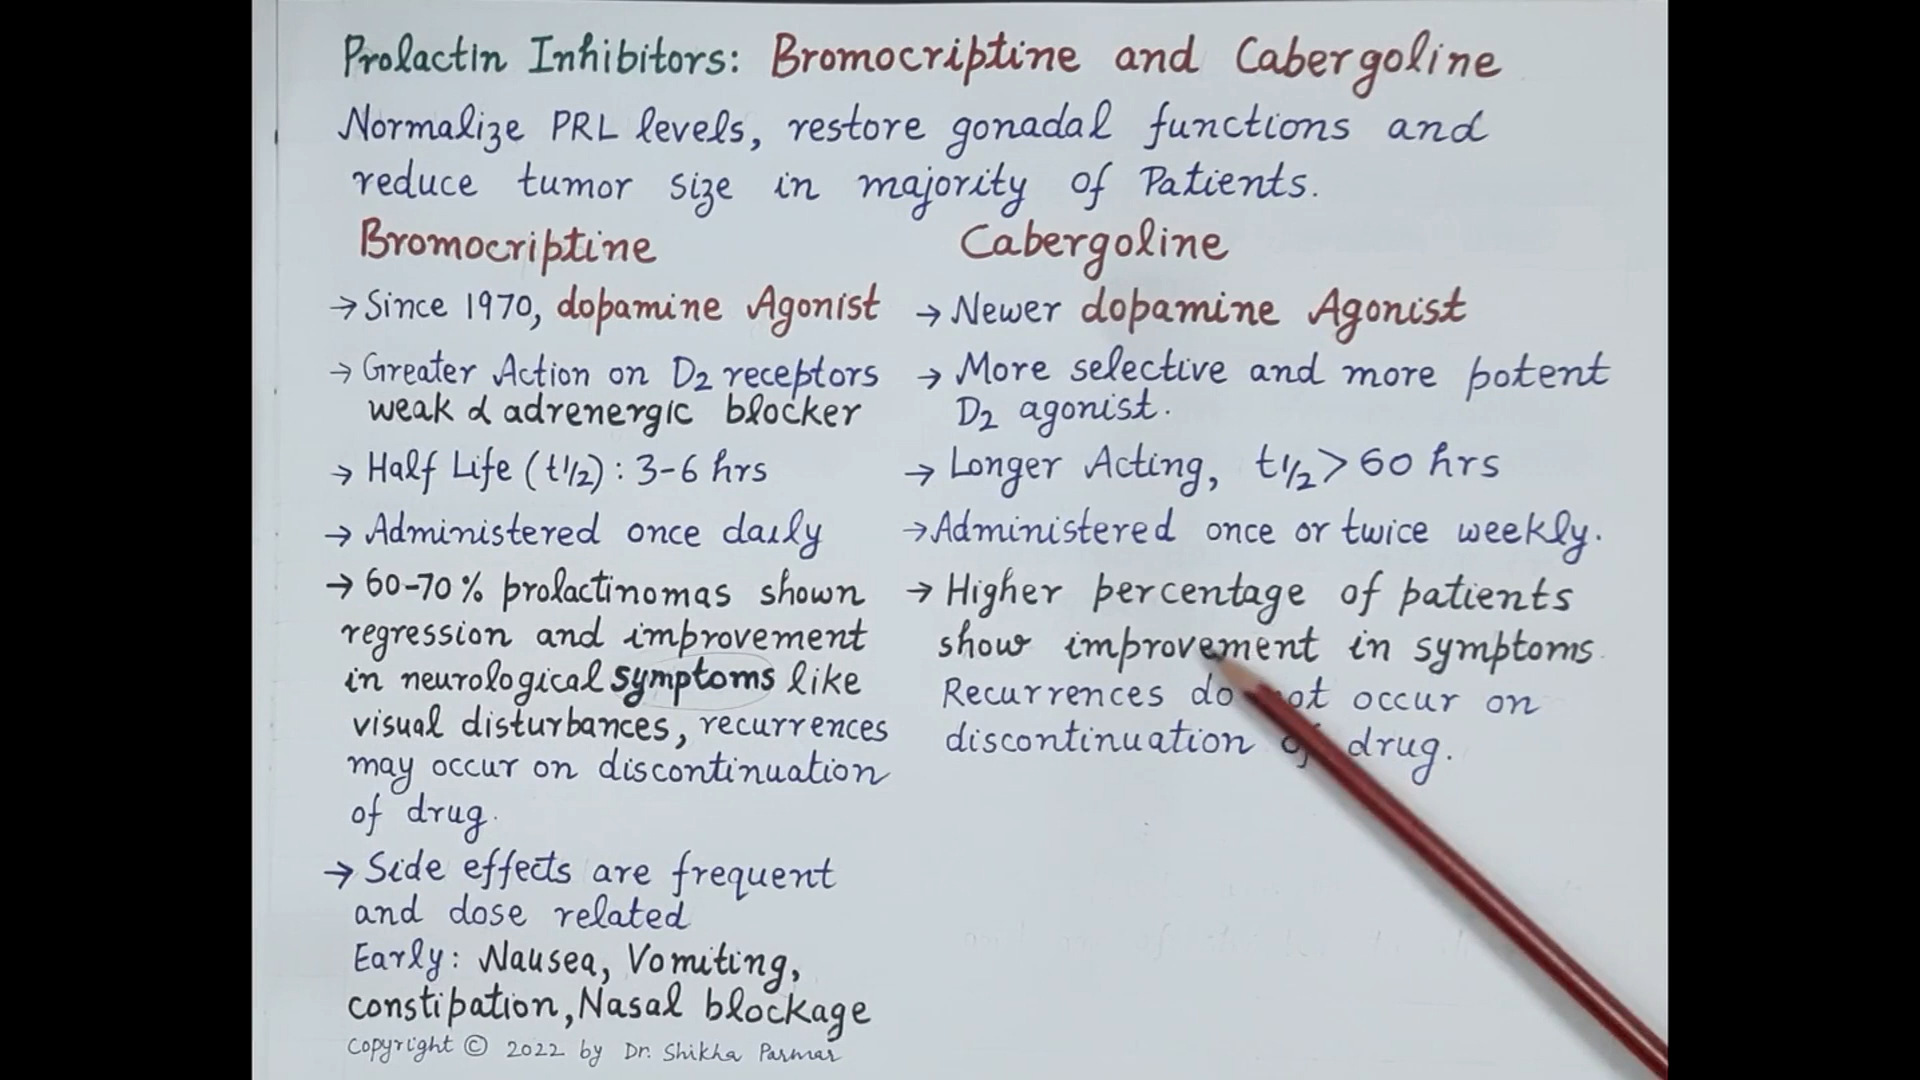 Prolactin Inhibitors: Bromocriptine and Cabergoline
Normalize PRL levels, restore gonadal functions and
reduce tumor size in majority of Patients.
Bromocriptine
→ Since 1970, dopamine Agonist
→ Greater Action on D2 receptors
weak α adrenergic blocker
→ Half Life (t1/2) : 3-6 hrs
→ Administered once daily
→ 60-70% prolactinomas shown
regression and improvement
in neurological symptoms like
visual disturbances, recurrences
may occur on discontinuation
of drug.
→ Side effects are frequent
and dose related
Early: Nausea, Vomiting,
constipation, Nasal blockage
Cabergoline
→ Newer dopamine Agonist
→ More selective and more potent
D2 agonist.
→ Longer Acting, t1/2 > 60 hrs
→ Administered once or twice weekly.
→ Higher percentage of patients
show improvement in symptoms.
Recurrences do not occur on
discontinuation of drug.
Copyright © 2022 by Dr. Shikha Parmar